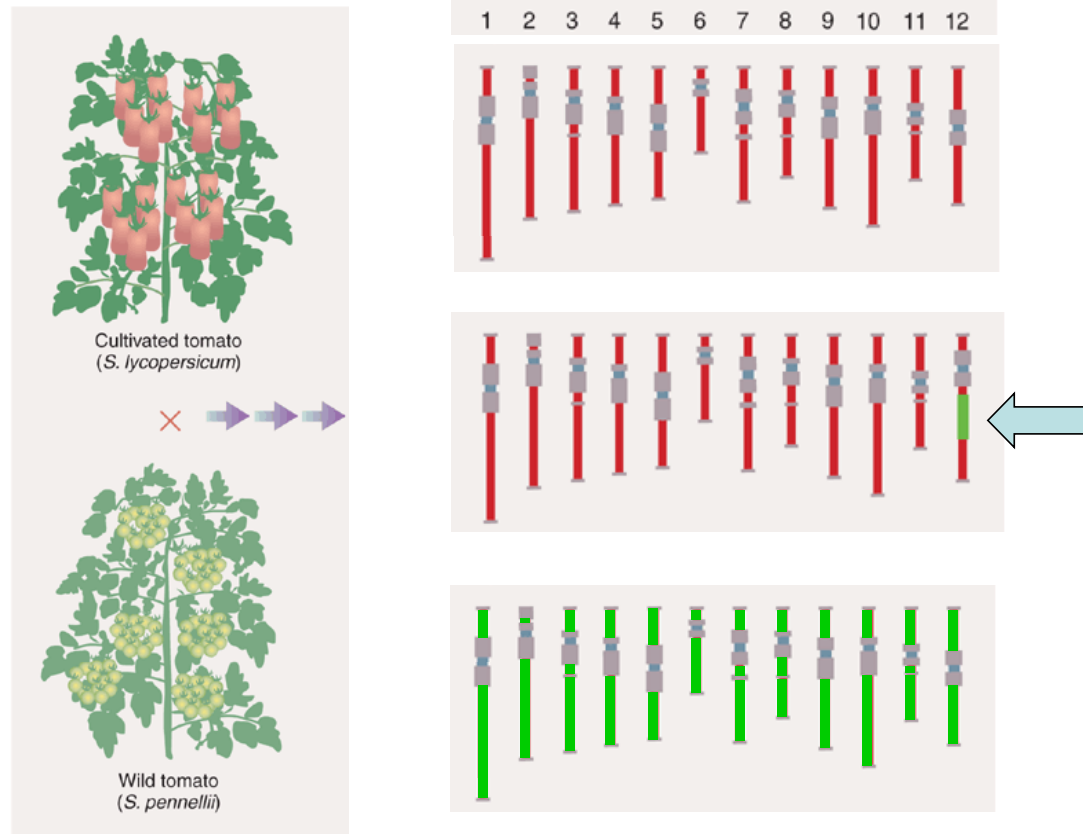 1 2 3 4 5 6 7 8 9 10 11 12
Cultivated tomato
(S. lycopersicum)
Wild tomato
(S. pennellii)